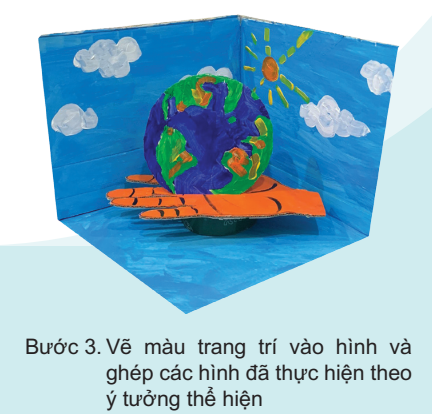 Bước 3. Vẽ màu trang trí vào hình và
ghép các hình đã thực hiện theo
ý tưởng thể hiện